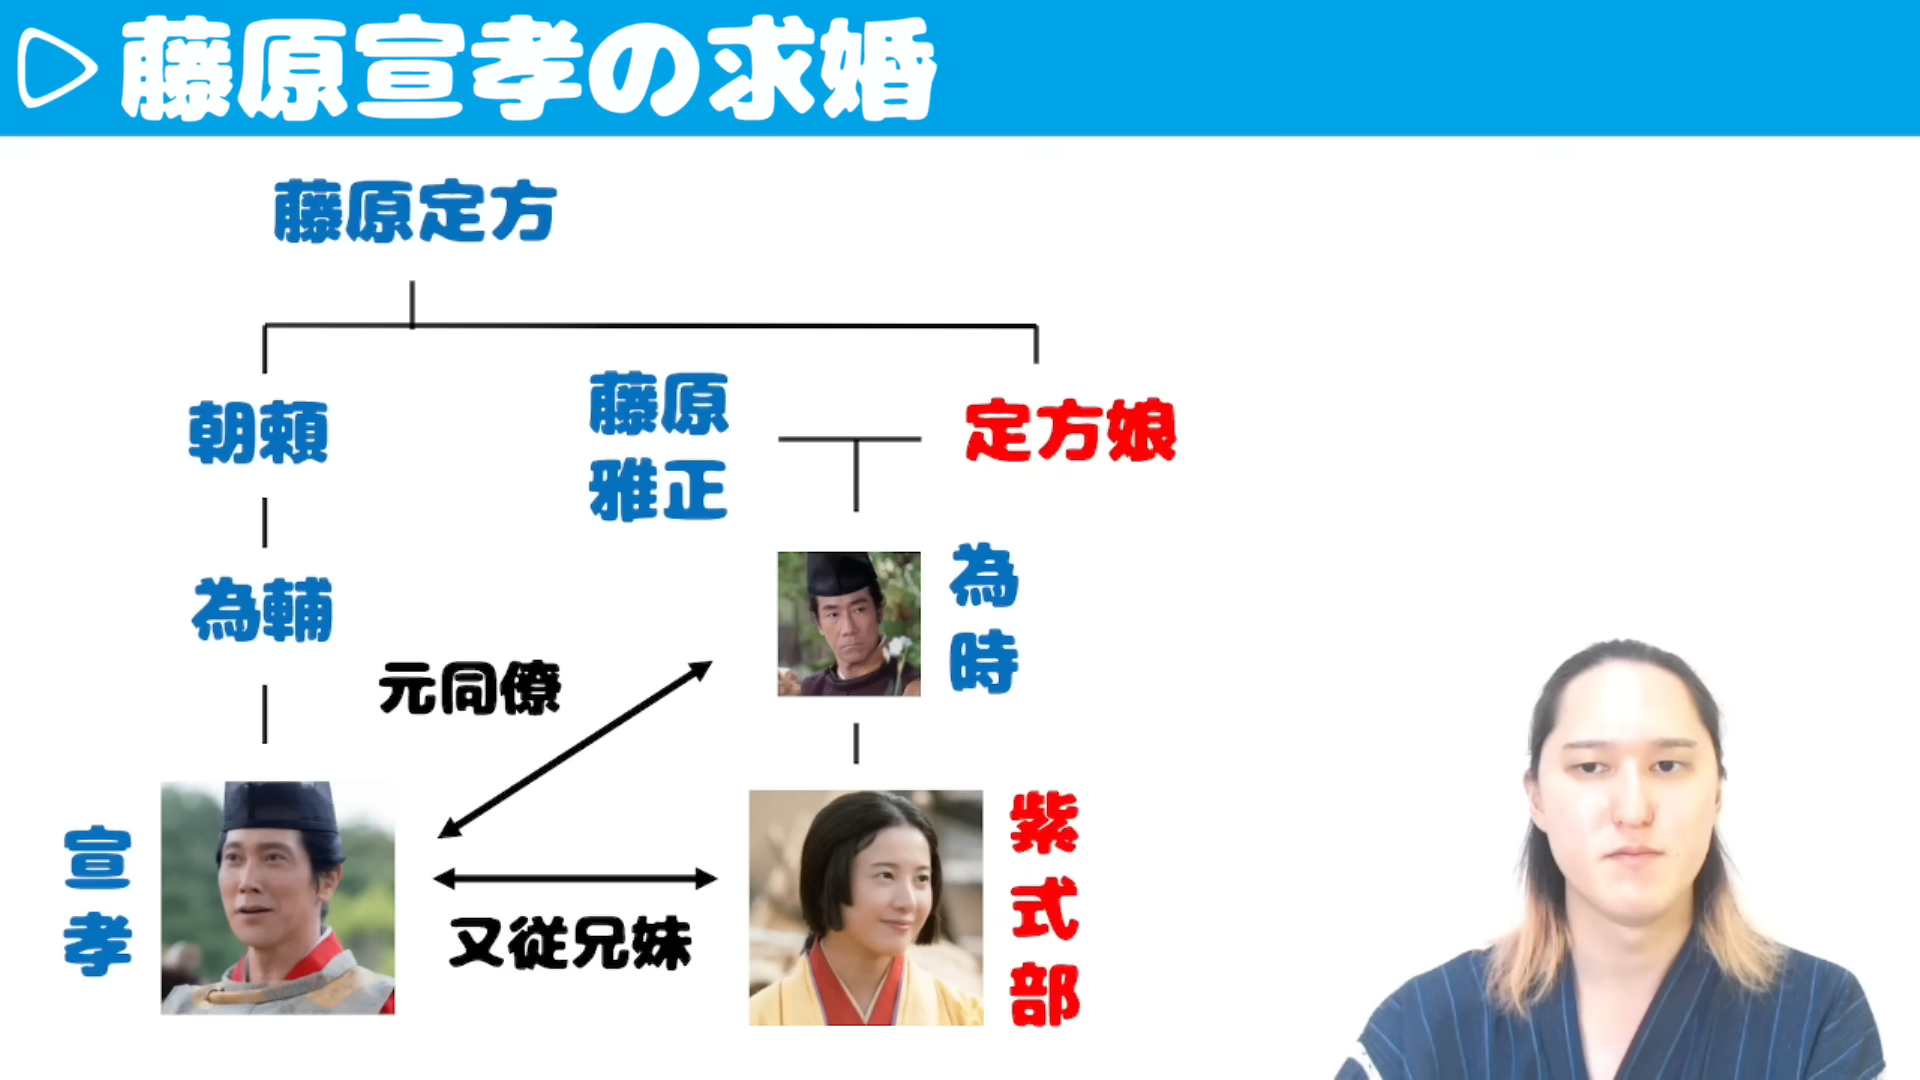 藤原宣孝の求婚
藤原定方
朝頼
藤原
雅正
定方娘
為輔
為時
元同僚
宣孝
又従兄妹
紫式部